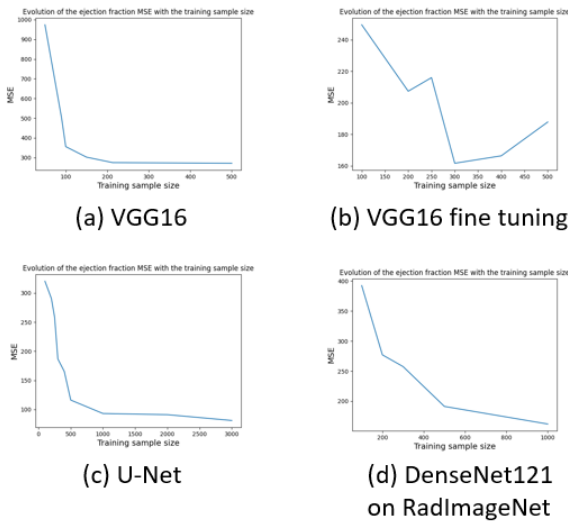 Evolution of the ejection fraction MSE with the training sample size
1000
900
800
700
600
500
400
300
MSE
100 200 300 400 500
Training sample size
(a) VGG16
Evolution of the ejection fraction MSE with the training sample size
240
220
200
180
160
MSE
100 150 200 250 300 350 400 450 500
Training sample size
(b) VGG16 fine tuning
Evolution of the ejection fraction MSE with the training sample size
300
250
200
150
100
MSE
0 500 1000 1500 2000 2500 3000
Training sample size
(c) U-Net
Evolution of the ejection fraction MSE with the training sample size
400
350
300
250
200
MSE
200 400 600 800 1000
Training sample size
(d) DenseNet121
on RadImageNet